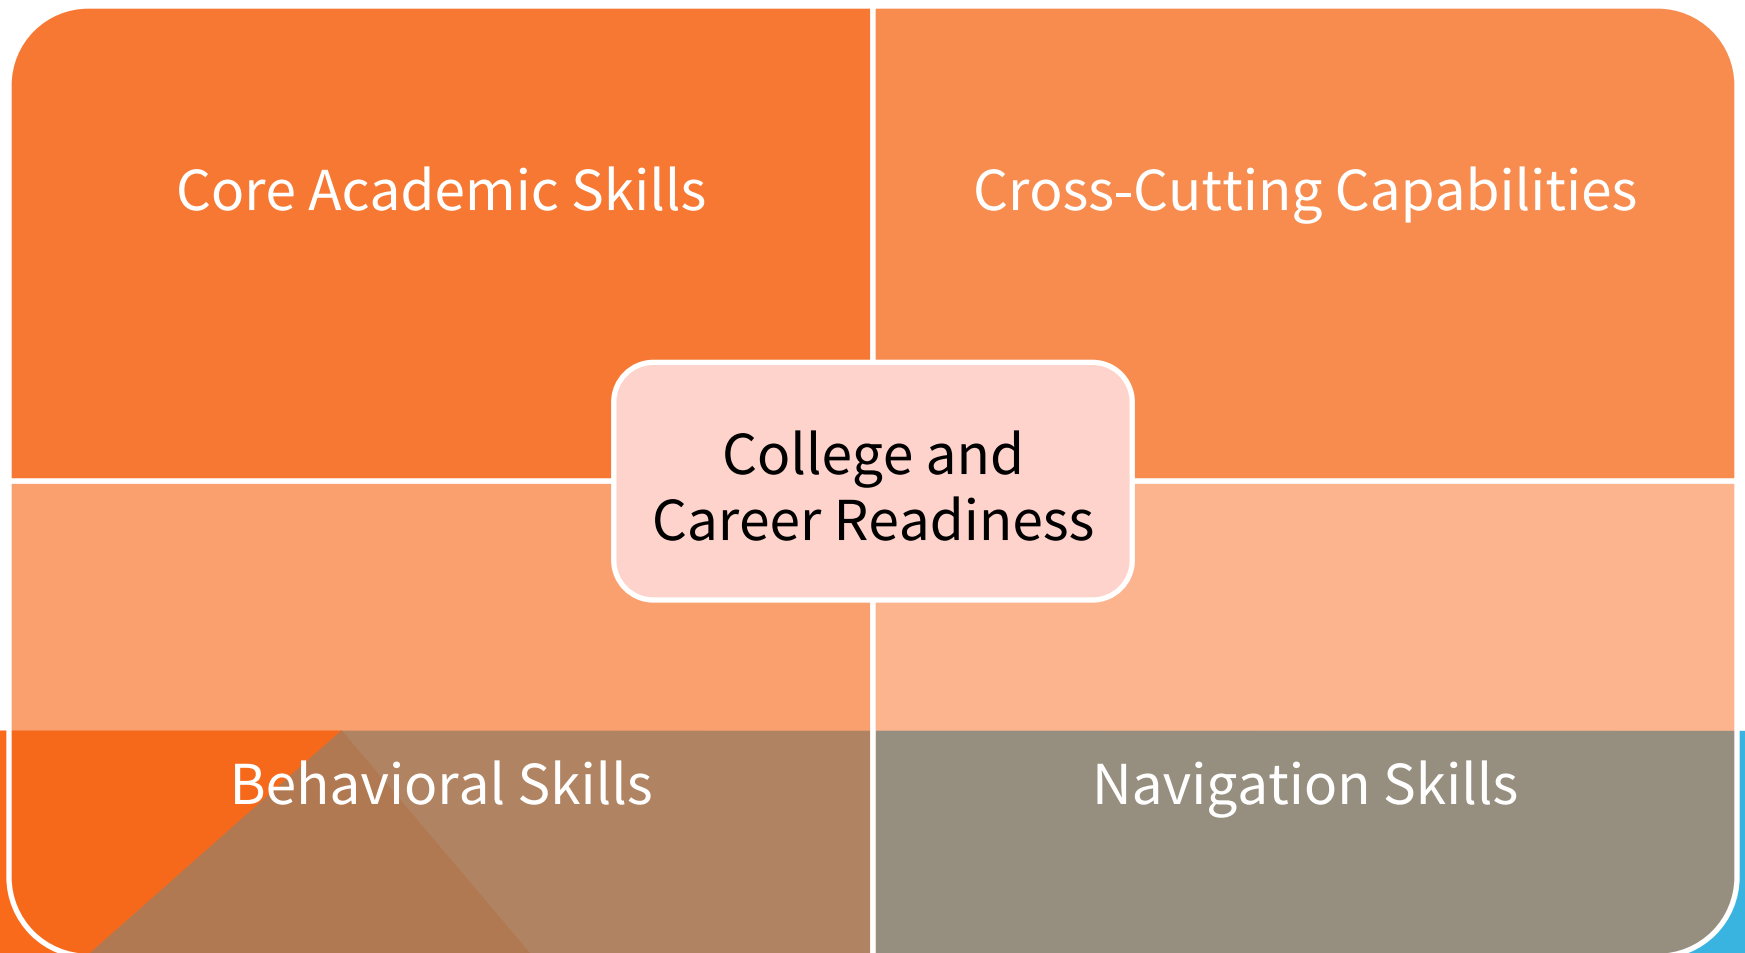 Core Academic Skills
Cross-Cutting Capabilities
College and
Career Readiness
Behavioral Skills
Navigation Skills